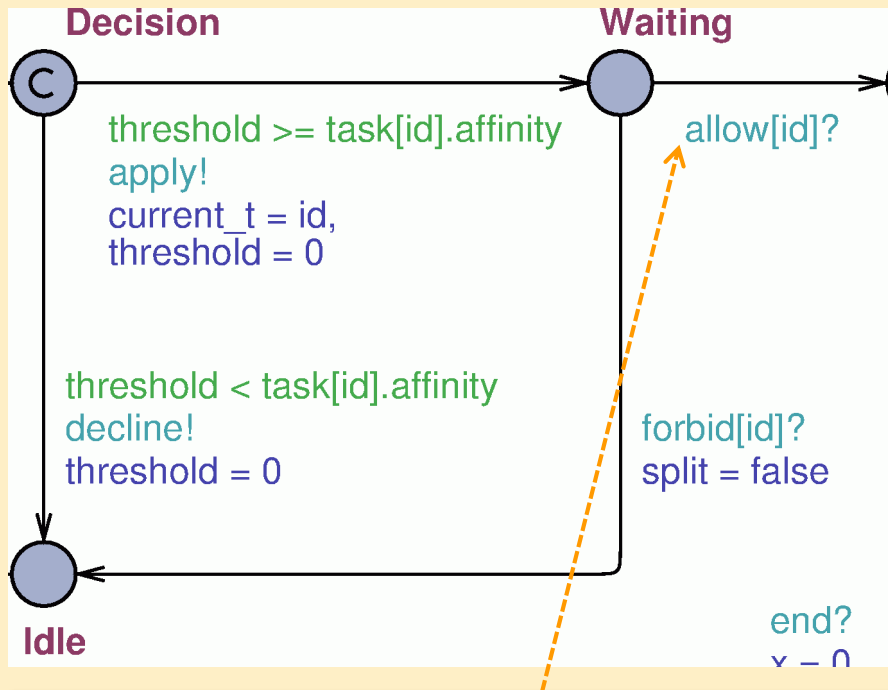 Decision
Waiting
C
threshold >= task[id].affinity
allow[id]?
apply!
current_t = id,
threshold = 0
threshold < task[id].affinity
decline!
forbid[id]?
threshold = 0
split = false
Idle
end?
x = 0